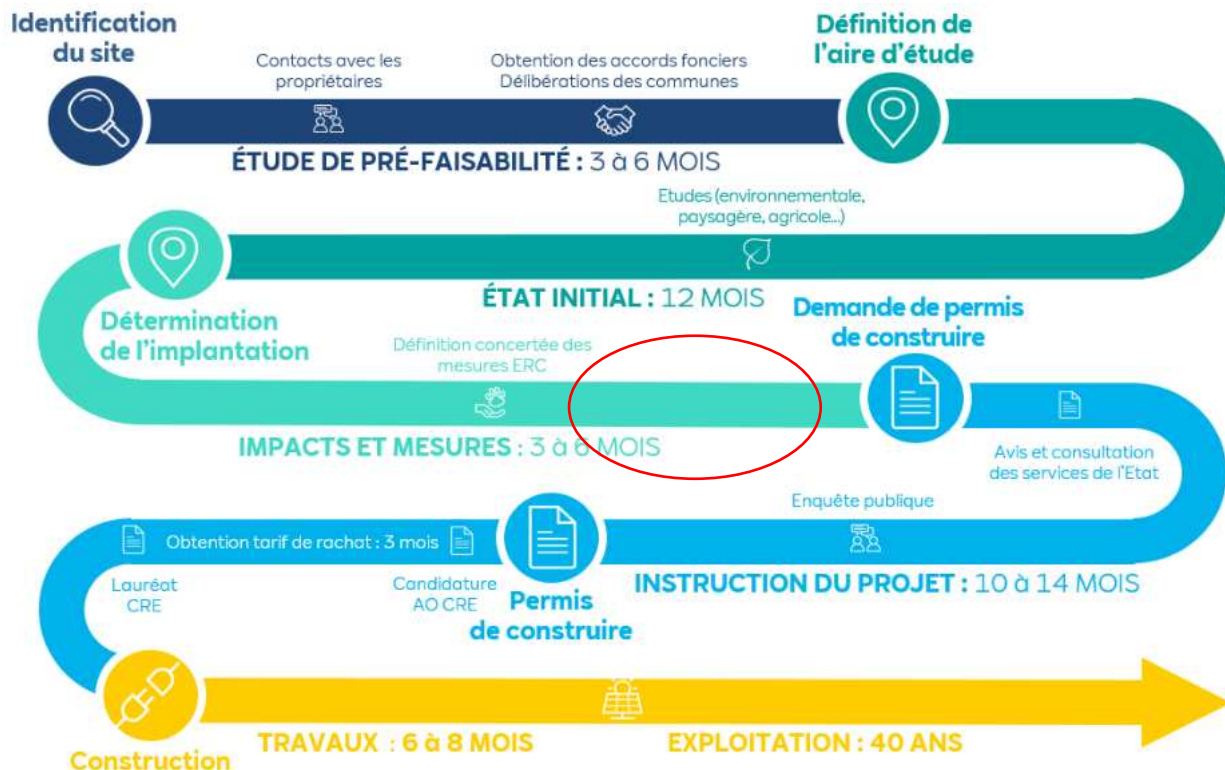 Identification
du site
Contacts avec les
propriétaires
Obtention des accords fonciers
Délibérations des communes
Définition de
l'aire d'étude
ÉTUDE DE PRÉ-FAISABILITÉ : 3 à 6 MOIS
Etudes (environnementale,
paysagère, agricole...)
ÉTAT INITIAL : 12 MOIS
Détermination
de l'implantation
Définition concertée des
mesures ERC
Demande de permis
de construire
IMPACTS ET MESURES : 3 à 6 MOIS
Avis et consultation
des services de l'Etat
Enquête publique
INSTRUCTION DU PROJET : 10 à 14 MOIS
Permis
de construire
Candidature
AO CRE
Obtention tarif de rachat : 3 mois
Lauréat
CRE
Construction
TRAVAUX : 6 à 8 MOIS
EXPLOITATION : 40 ANS